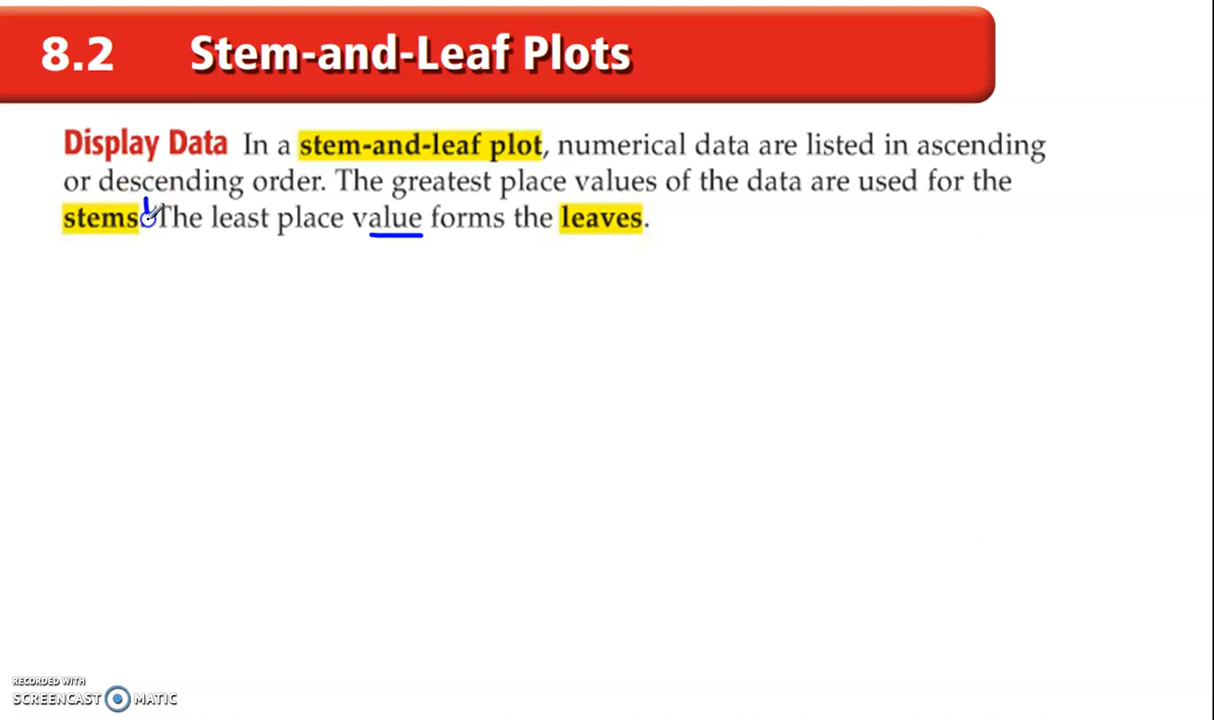 8.2 Stem-and-Leaf Plots
Display Data In a stem-and-leaf plot, numerical data are listed in ascending
or descending order. The greatest place values of the data are used for the
stems. The least place value forms the leaves.
RECORDED WITH
SCREENCAST MATIC